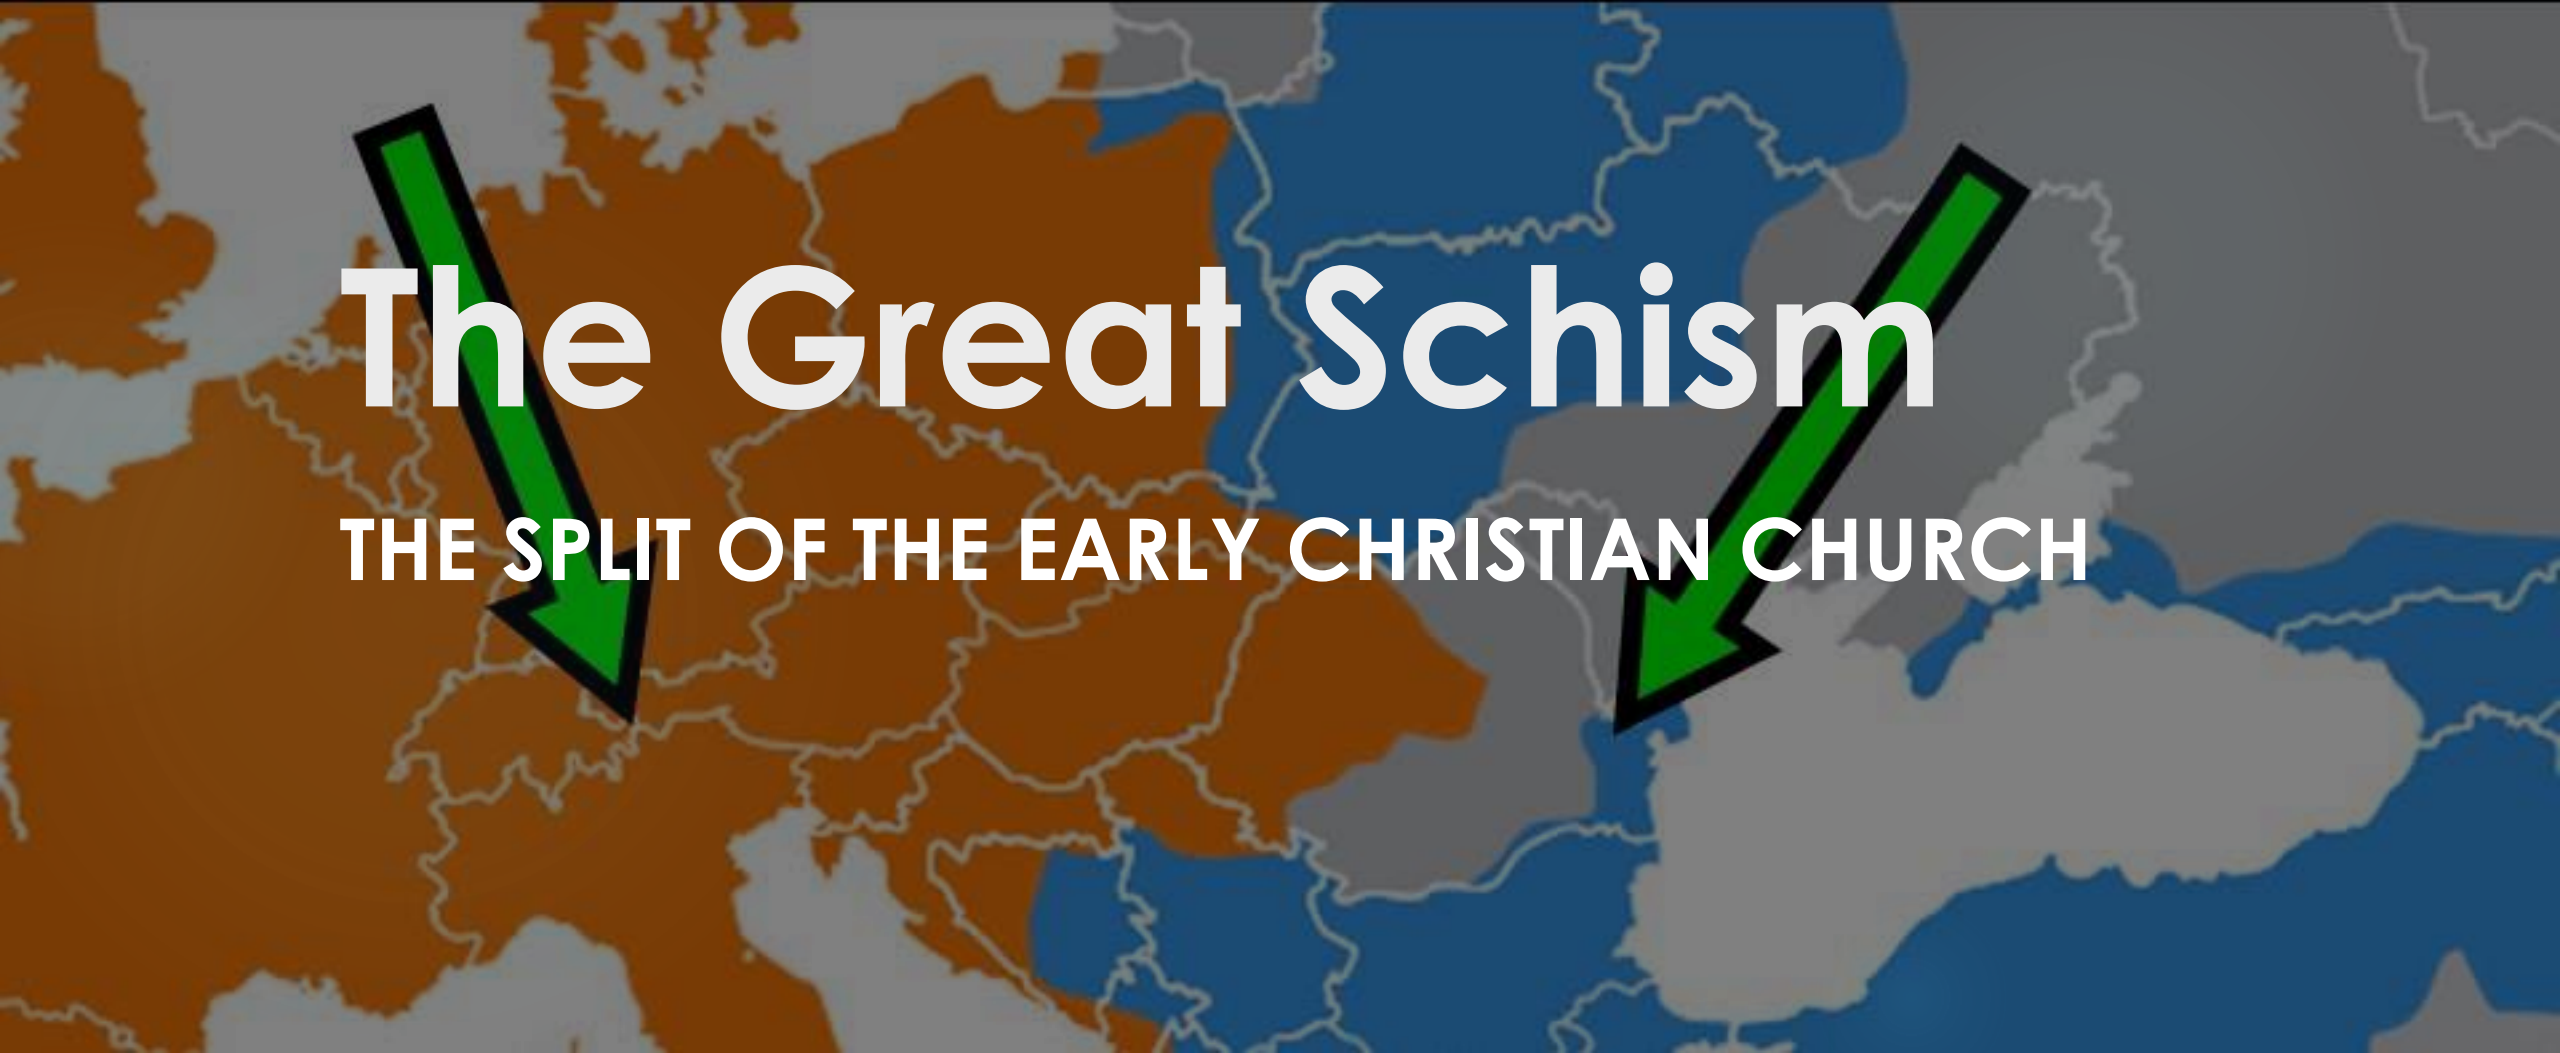 The Great Schism
THE SPLIT OF THE EARLY CHRISTIAN CHURCH